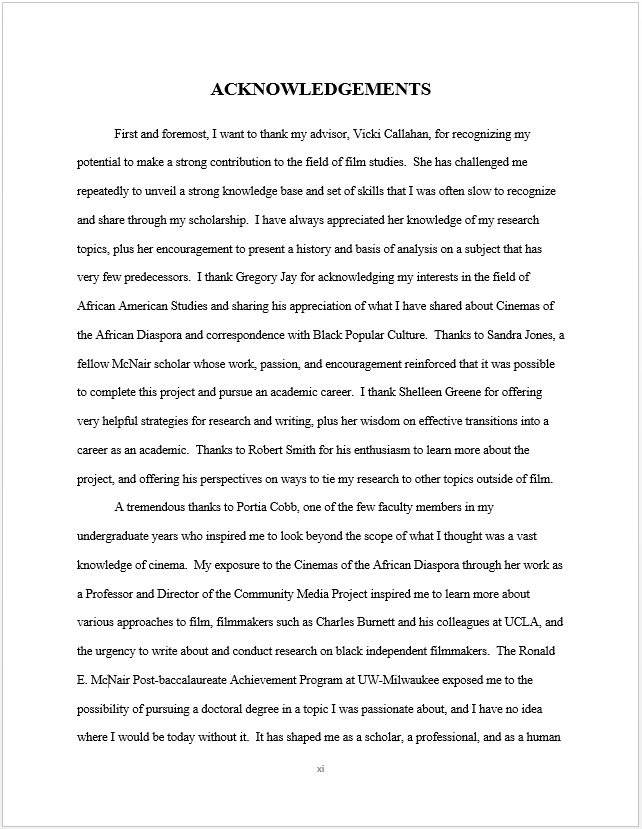 ACKNOWLEDGEMENTS
First and foremost, I want to thank my advisor, Vicki Callahan, for recognizing my
potential to make a strong contribution to the field of film studies.  She has challenged me
repeatedly to unveil a strong knowledge base and set of skills that I was often slow to recognize
and share through my scholarship.  I have always appreciated her knowledge of my research
topics, plus her encouragement to present a history and basis of analysis on a subject that has
very few predecessors.  I thank Gregory Jay for acknowledging my interests in the field of
African American Studies and sharing his appreciation of what I have shared about Cinemas of
the African Diaspora and correspondence with Black Popular Culture.  Thanks to Sandra Jones, a
fellow McNair scholar whose work, passion, and encouragement reinforced that it was possible
to complete this project and pursue an academic career.  I thank Shelleen Greene for offering
very helpful strategies for research and writing, plus her wisdom on effective transitions into a
career as an academic.  Thanks to Robert Smith for his enthusiasm to learn more about the
project, and offering his perspectives on ways to tie my research to other topics outside of film.
A tremendous thanks to Portia Cobb, one of the few faculty members in my
undergraduate years who inspired me to look beyond the scope of what I thought was a vast
knowledge of cinema.  My exposure to the Cinemas of the African Diaspora through her work as
a Professor and Director of the Community Media Project inspired me to learn more about
various approaches to film, filmmakers such as Charles Burnett and his colleagues at UCLA, and
the urgency to write about and conduct research on black independent filmmakers.  The Ronald
E. McNair Post-baccalaureate Achievement Program at UW-Milwaukee exposed me to the
possibility of pursuing a doctoral degree in a topic I was passionate about, and I have no idea
where I would be today without it.  It has shaped me as a scholar, a professional, and as a human
xi